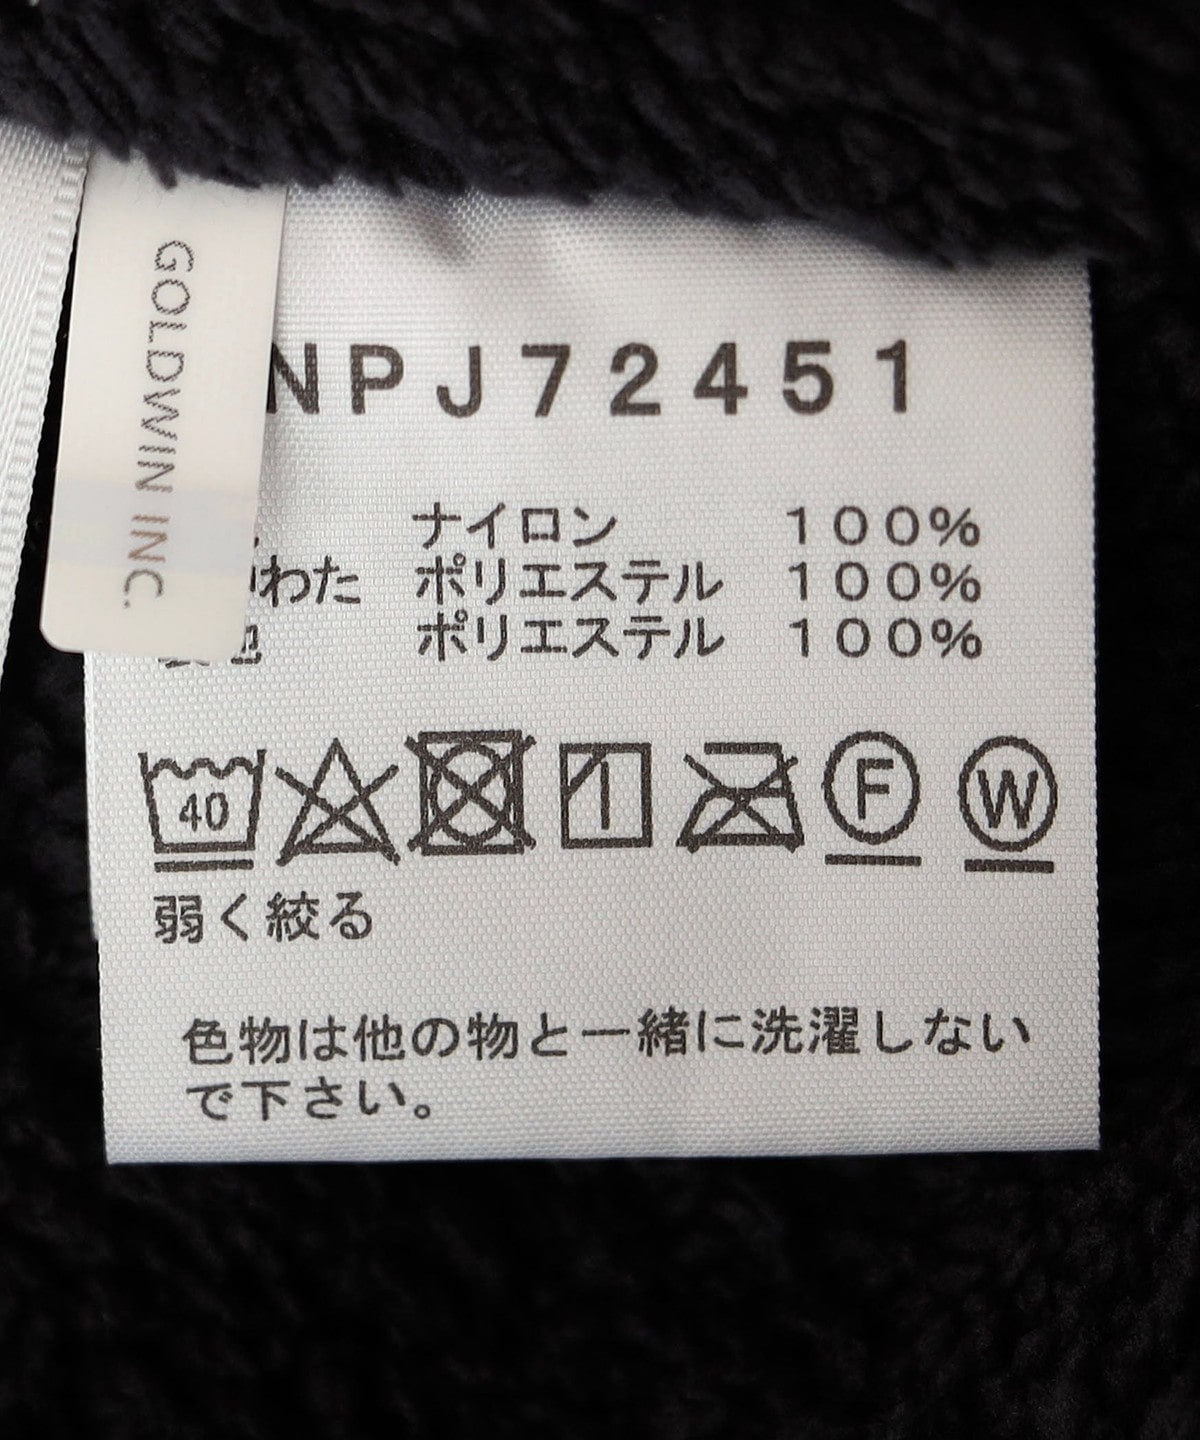 GOLDWIN INC.
NPJ72451
ナイロン 100%
わた ポリエステル 100%
地 ポリエステル 100%
40 F W
弱く絞る
色物は他の物と一緒に洗濯しない
で下さい。